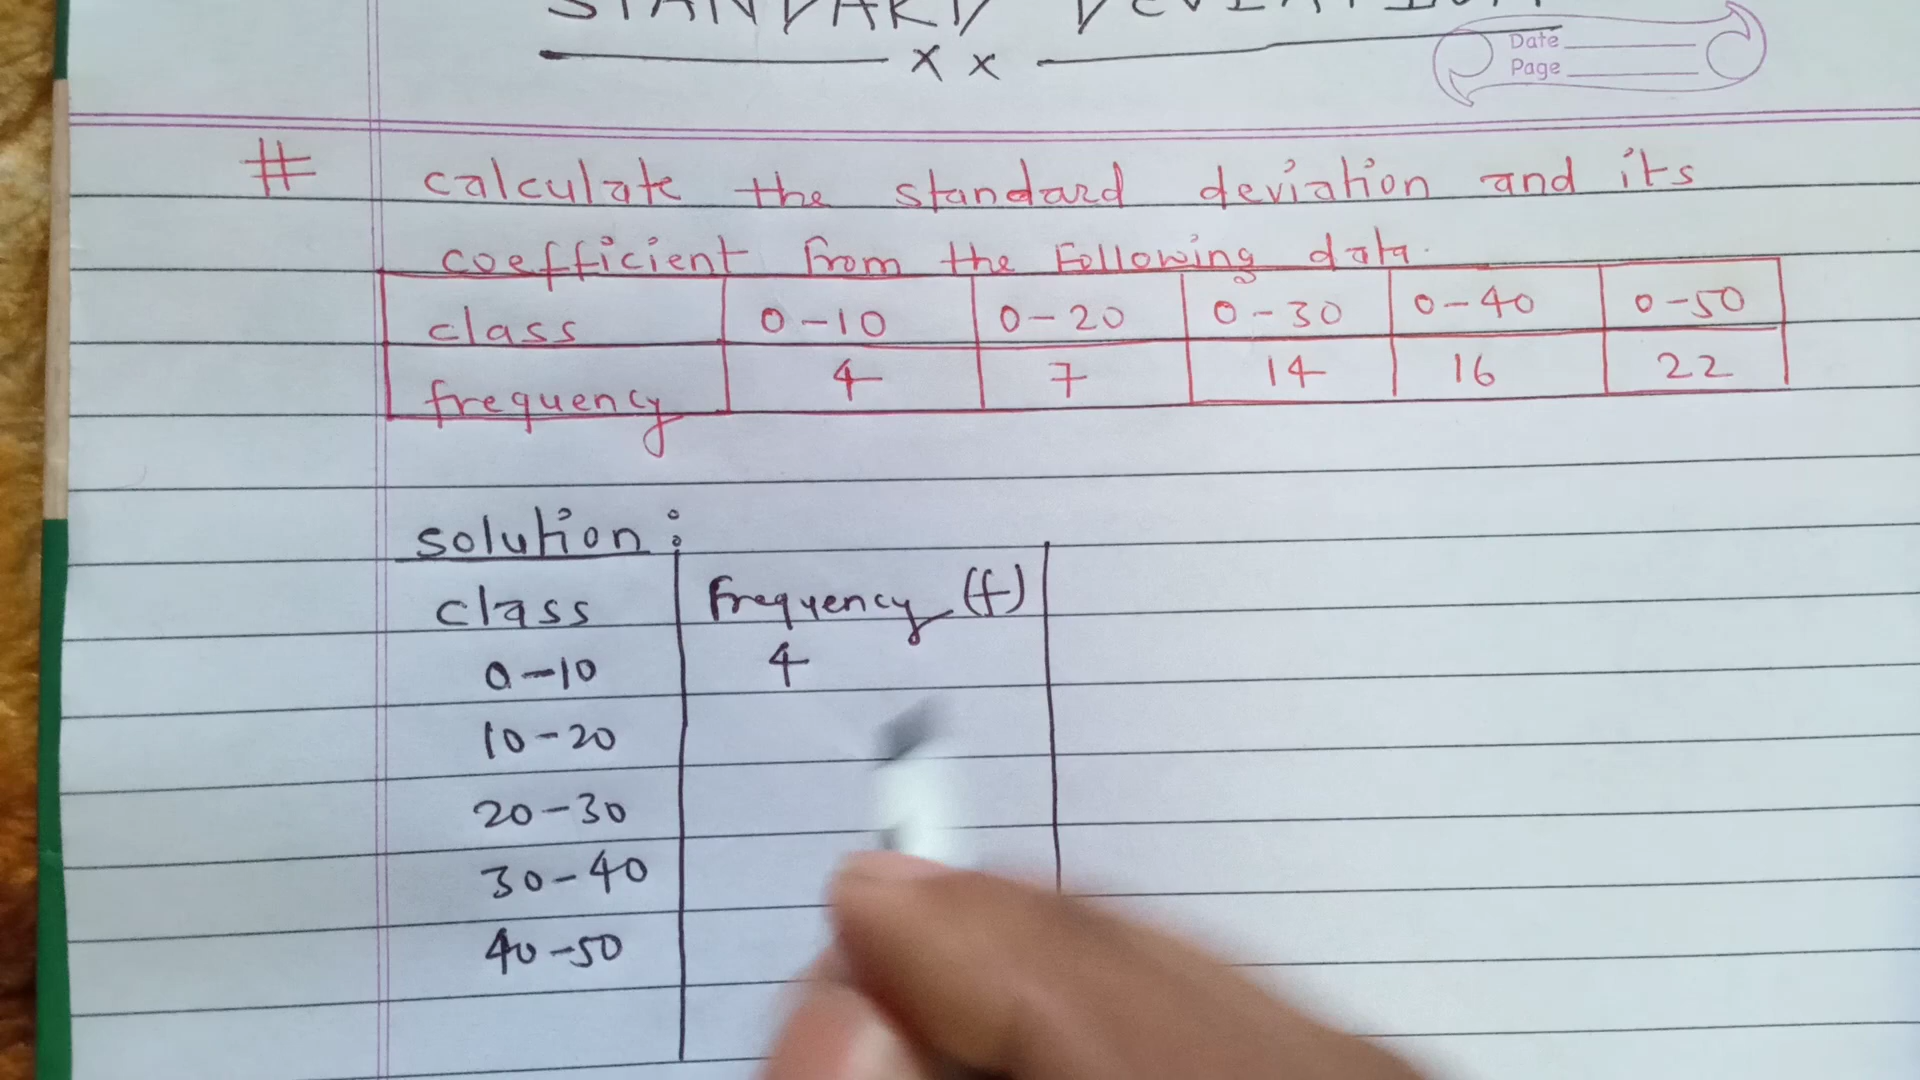 STANDARD DEVIATION
x x
Date
Page
# calculate the standard deviation and its
coefficient from the following data.
class 0-10 0-20 0-30 0-40 0-50
frequency 4 7 14 16 22
solution:
class Frequency (f)
0-10 4
10-20
20-30
30-40
40-50